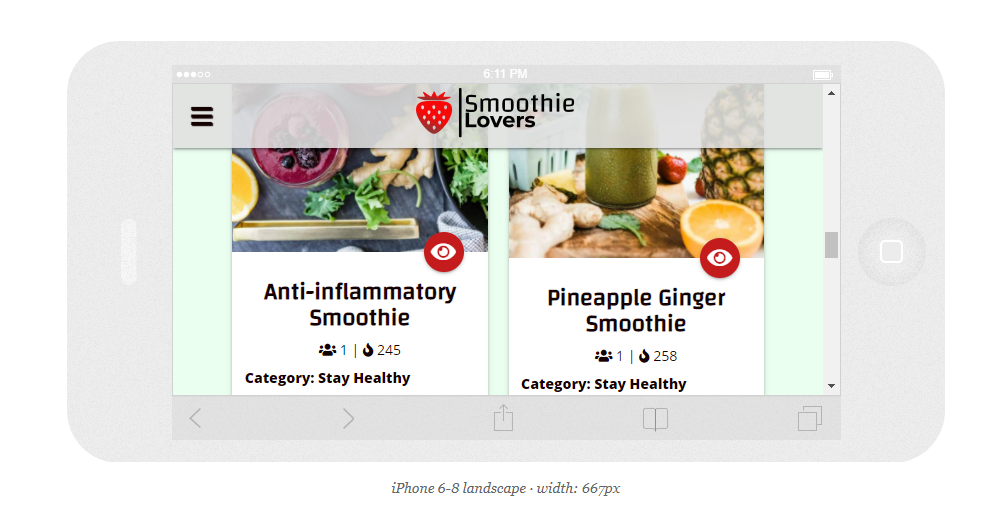 6:11 PM
Smoothie
Lovers
Anti-inflammatory
Smoothie
1 | 245
Category: Stay Healthy
Pineapple Ginger
Smoothie
1 | 258
Category: Stay Healthy
iPhone 6-8 landscape · width: 667px